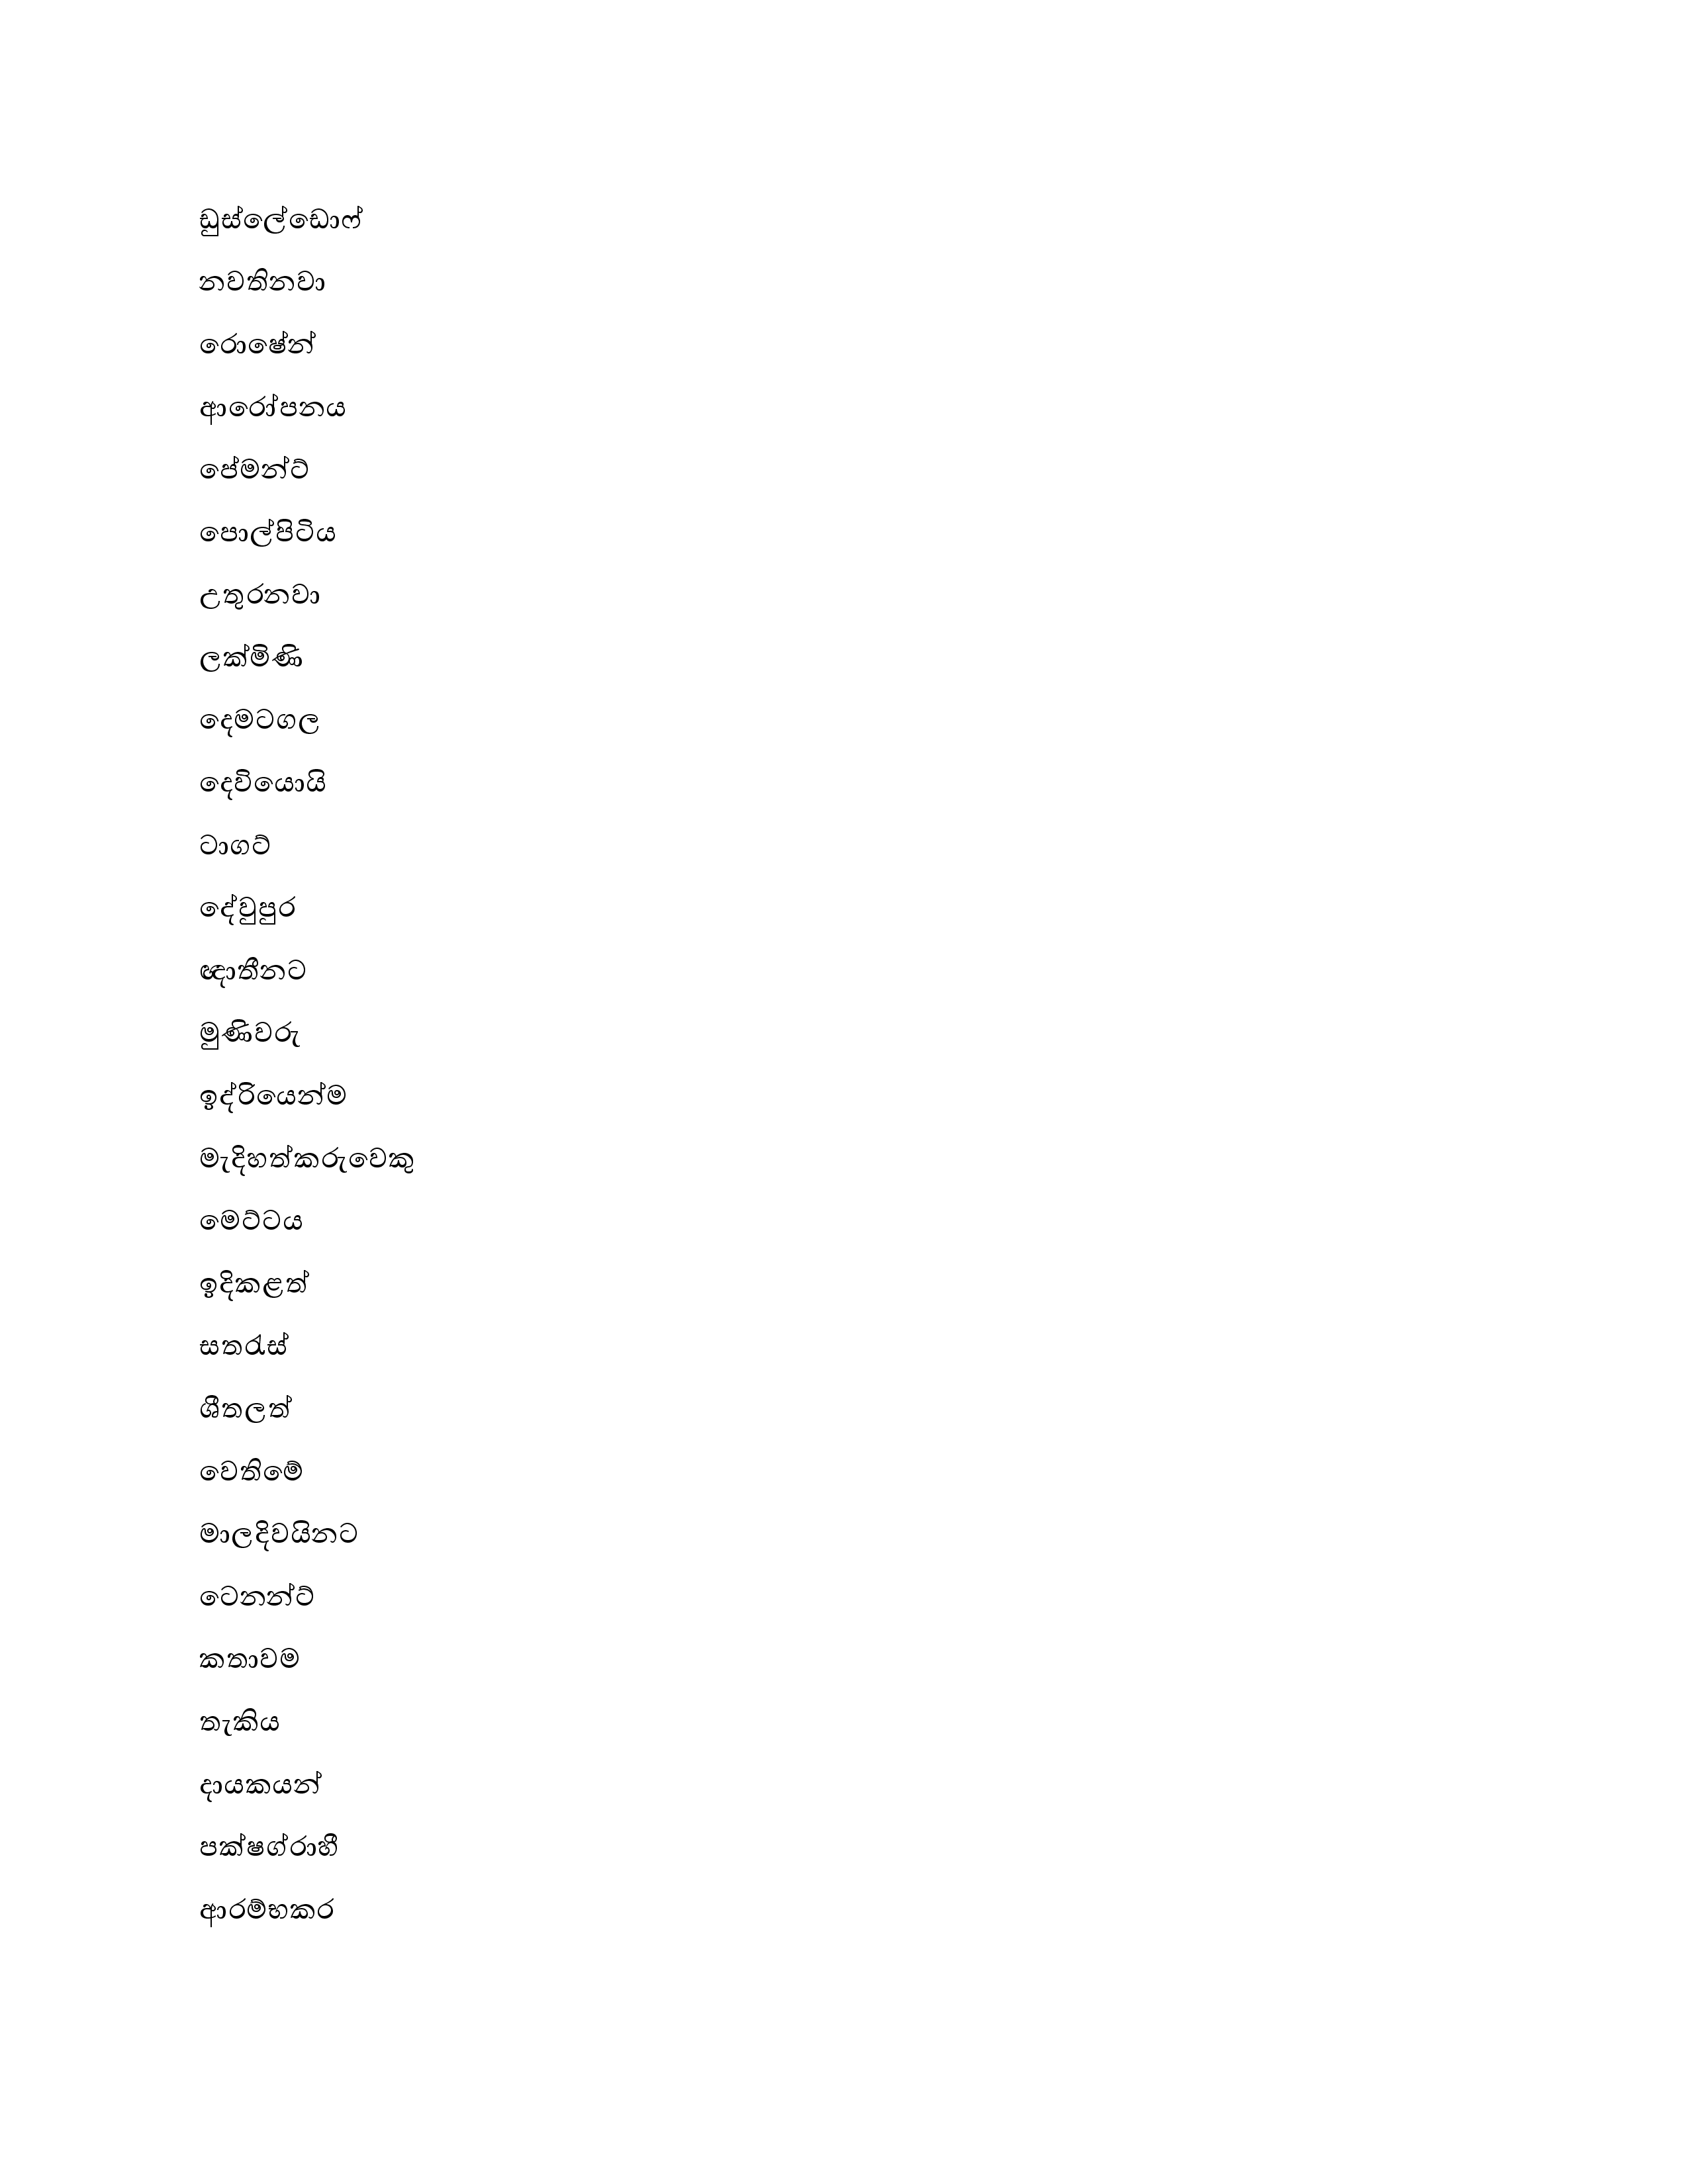 ඩුස්ලේඩොෆ්
නවතිනවා
රොෂේන්
ආරෝපනය
පේමන්ට්
පොල්පිටිය
උතුරනවා
ලක්මිණි
දෙමටගල
දෙවියොයි
ටාගට්
දේවුපුර
ඥාතීනට
මුණිවරු
ඉද්රියෙන්ම
මැදිහත්කරුවෙකු
මෙට්ටය
ඉදිකළත්
සතරැස්
ශීතලත්
වෙතිමේ
මාලදිවයිනට
ටෙනන්ට්
කතාවම
තැකිය
දායකයන්
පක්ෂග්රාහී
ආරම්භකර